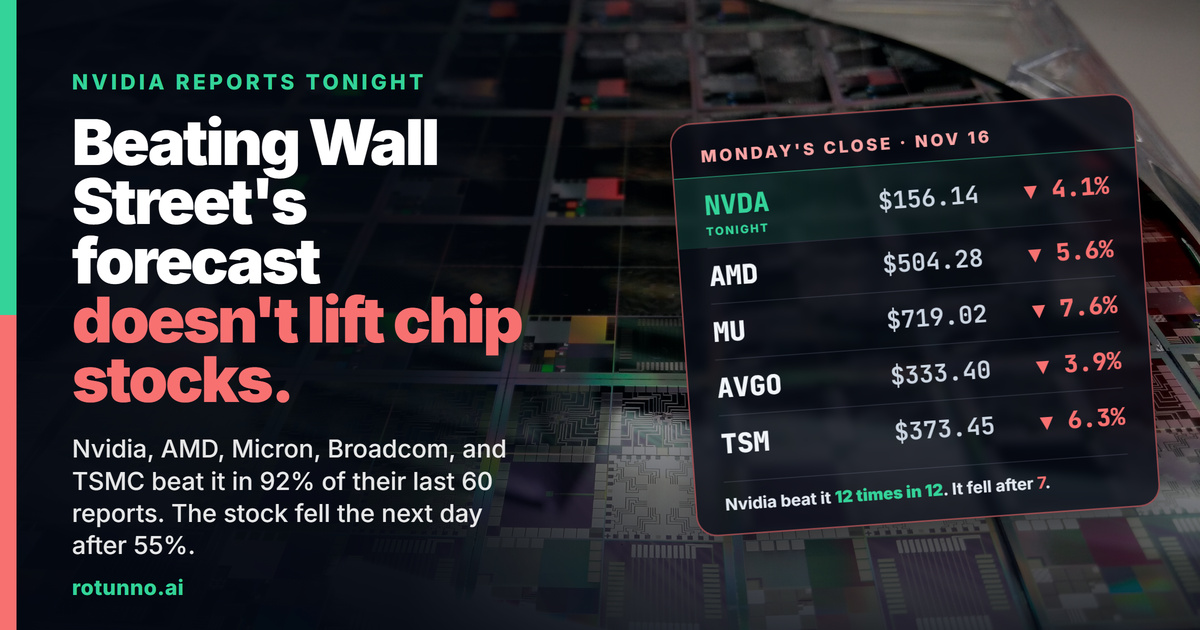 NVIDIA REPORTS TONIGHT
Beating Wall
Street's
forecast
doesn't lift chip
stocks.
Nvidia, AMD, Micron, Broadcom, and
TSMC beat it in 92% of their last 60
reports. The stock fell the next day
after 55%.
rotunno.ai
MONDAY'S CLOSE · NOV 16
NVDA $156.14 ▼ 4.1%
TONIGHT
AMD $504.28 ▼ 5.6%
MU $719.02 ▼ 7.6%
AVGO $333.40 ▼ 3.9%
TSM $373.45 ▼ 6.3%
Nvidia beat it 12 times in 12. It fell after 7.